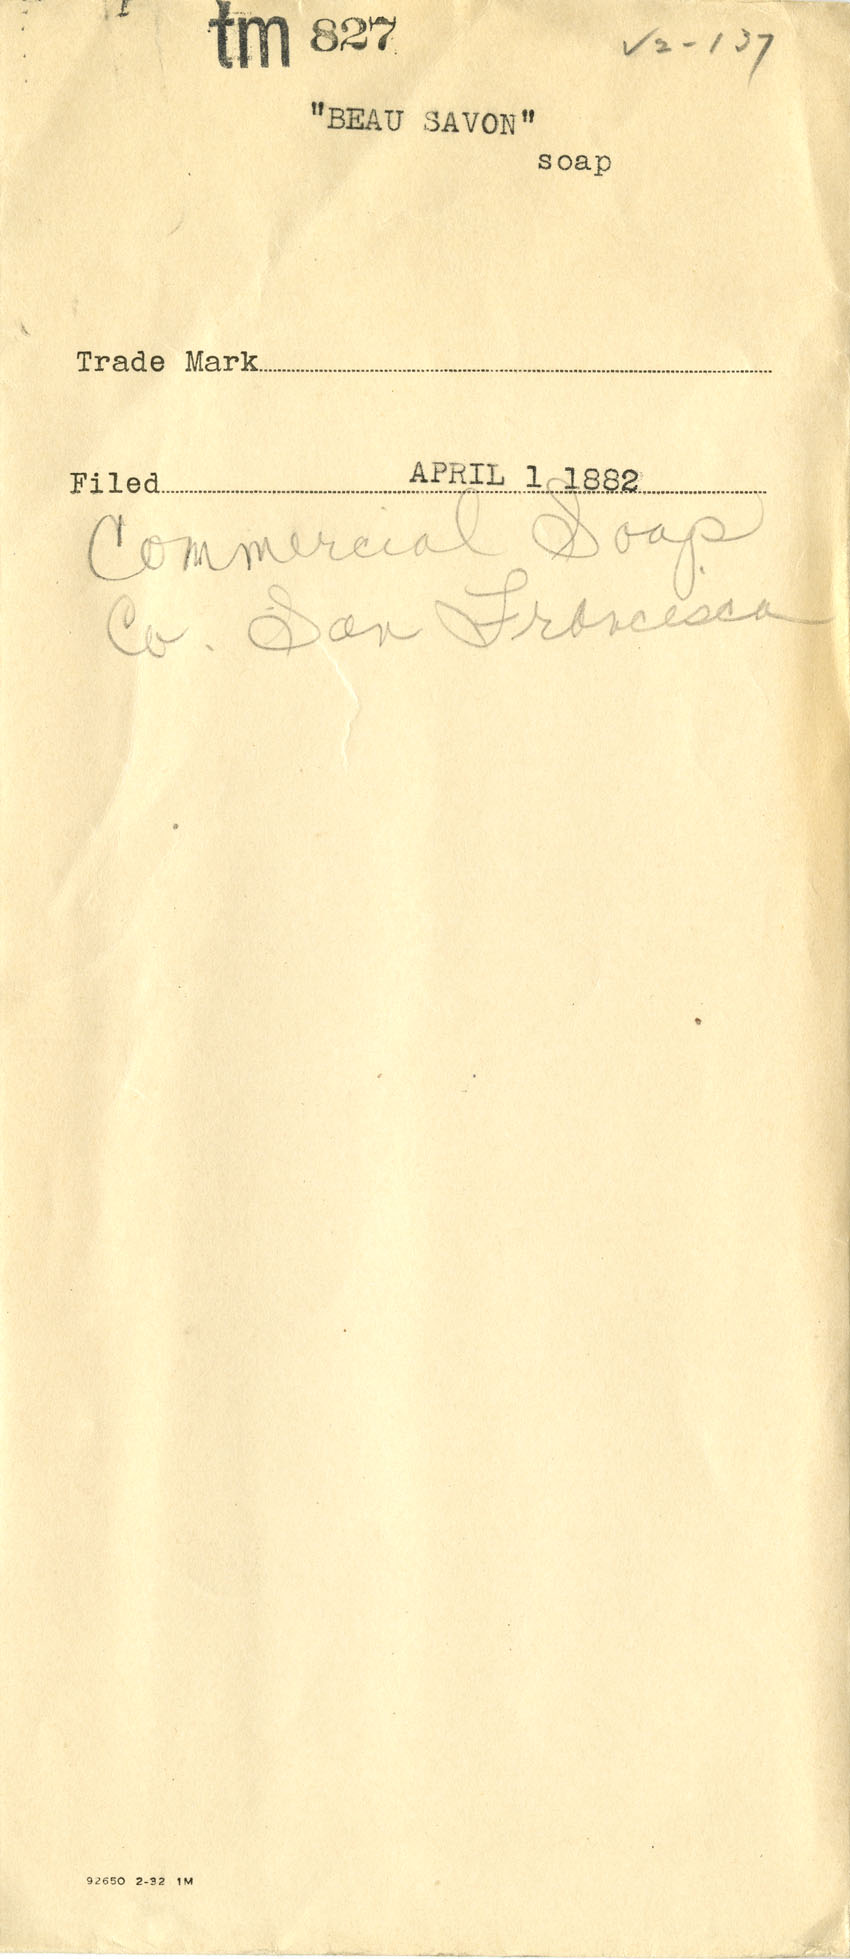 tm 827 V2-137
"BEAU SAVON"
soap
Trade Mark
Filed APRIL 1 1882
Commercial Soap
Co. San Francisco
92650 2-32 1M